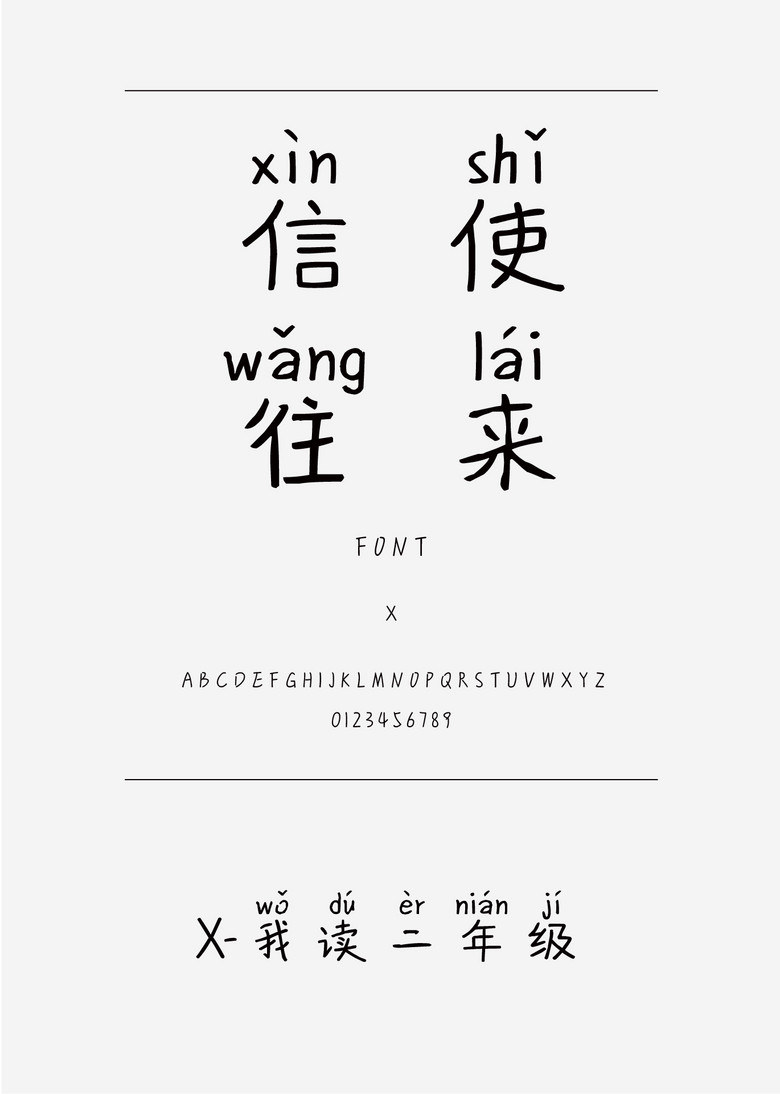 xìn shǐ
信 使
wǎng lái
往 来
FONT
X
ABCDEFGHIJKLMNOPQRSTUVWXYZ
0123456789
wǒ dú èr nián jí
X-我 读 二 年 级